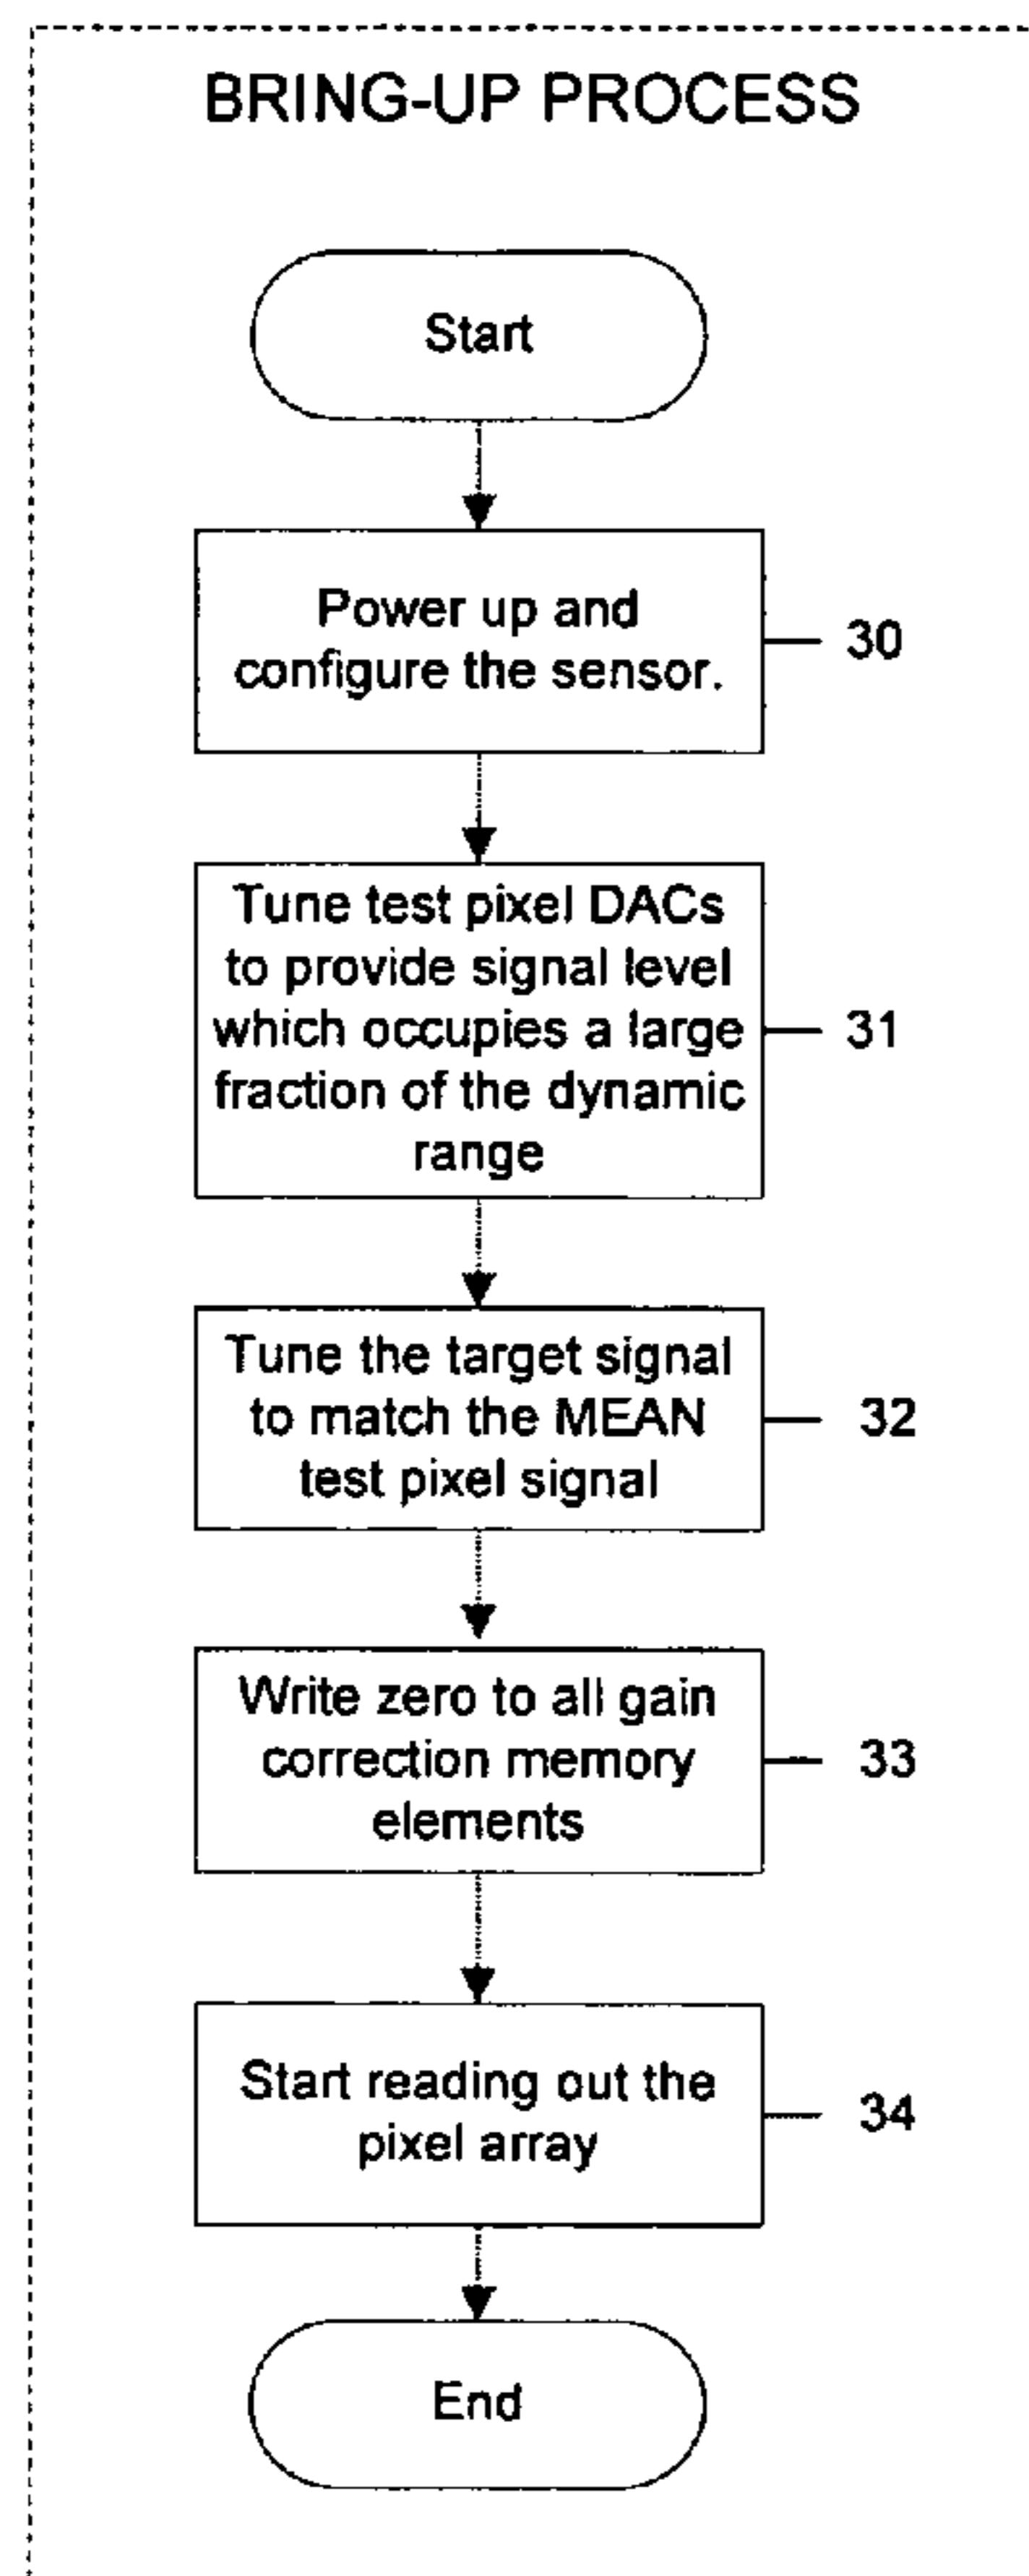 BRING-UP PROCESS
Start
Power up and
configure the sensor.
30
Tune test pixel DACs
to provide signal level
which occupies a large
fraction of the dynamic
range
31
Tune the target signal
to match the MEAN
test pixel signal
32
Write zero to all gain
correction memory
elements
33
Start reading out the
pixel array
34
End